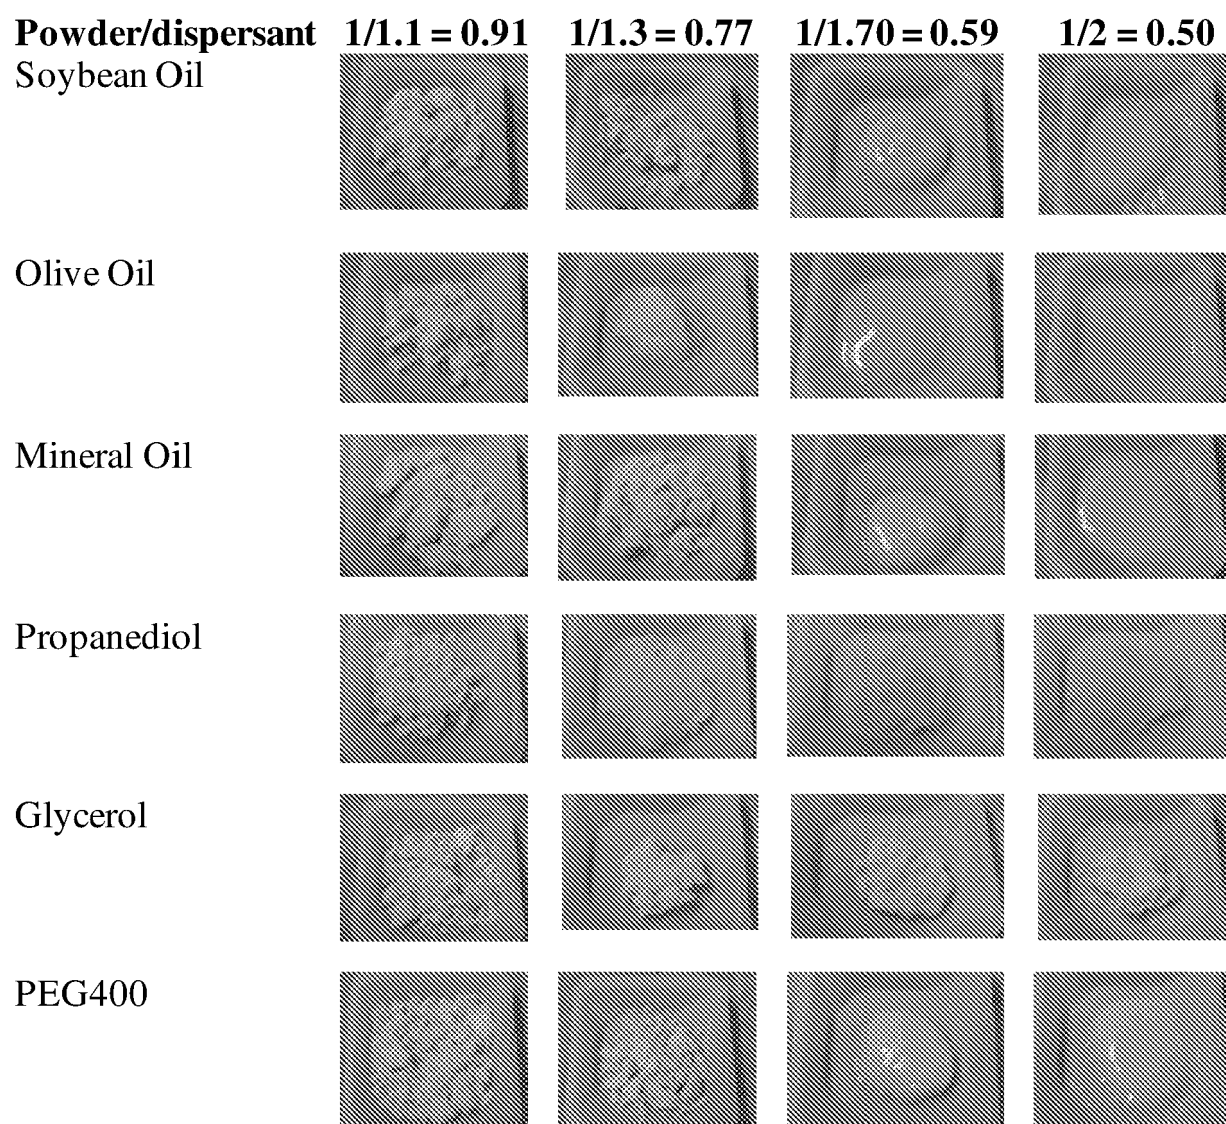 Powder/dispersant 1/1.1 = 0.91 1/1.3 = 0.77 1/1.70 = 0.59 1/2 = 0.50
Soybean Oil
Olive Oil
Mineral Oil
Propanediol
Glycerol
PEG400